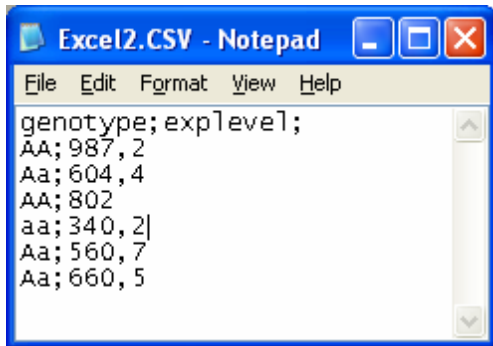 Excel2.CSV - Notepad
File Edit Format View Help
genotype;explevel;
AA;987,2
Aa;604,4
AA;802
aa;340,2
Aa;560,7
Aa;660,5